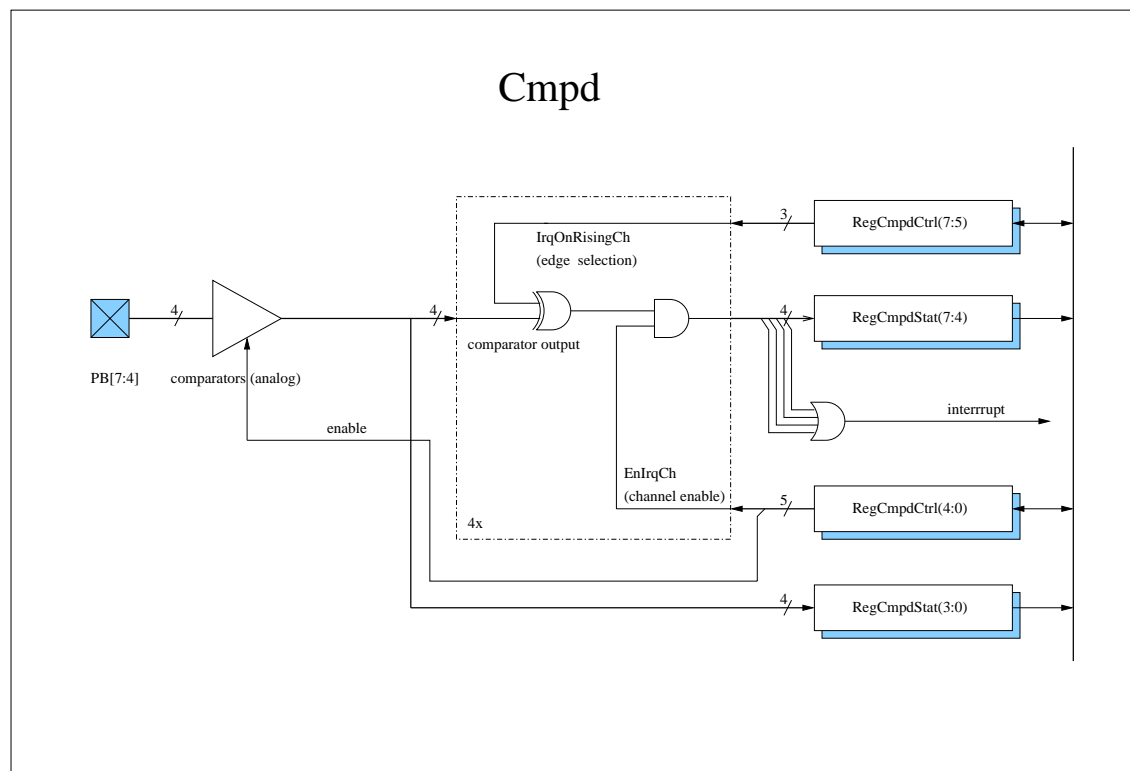 Cmpd
3
RegCmpdCtrl(7:5)
IrqOnRisingCh
(edge selection)
4
4
4
RegCmpdStat(7:4)
comparator output
PB[7:4]
comparators (analog)
interrrupt
enable
EnIrqCh
(channel enable)
5
RegCmpdCtrl(4:0)
4x
4
RegCmpdStat(3:0)